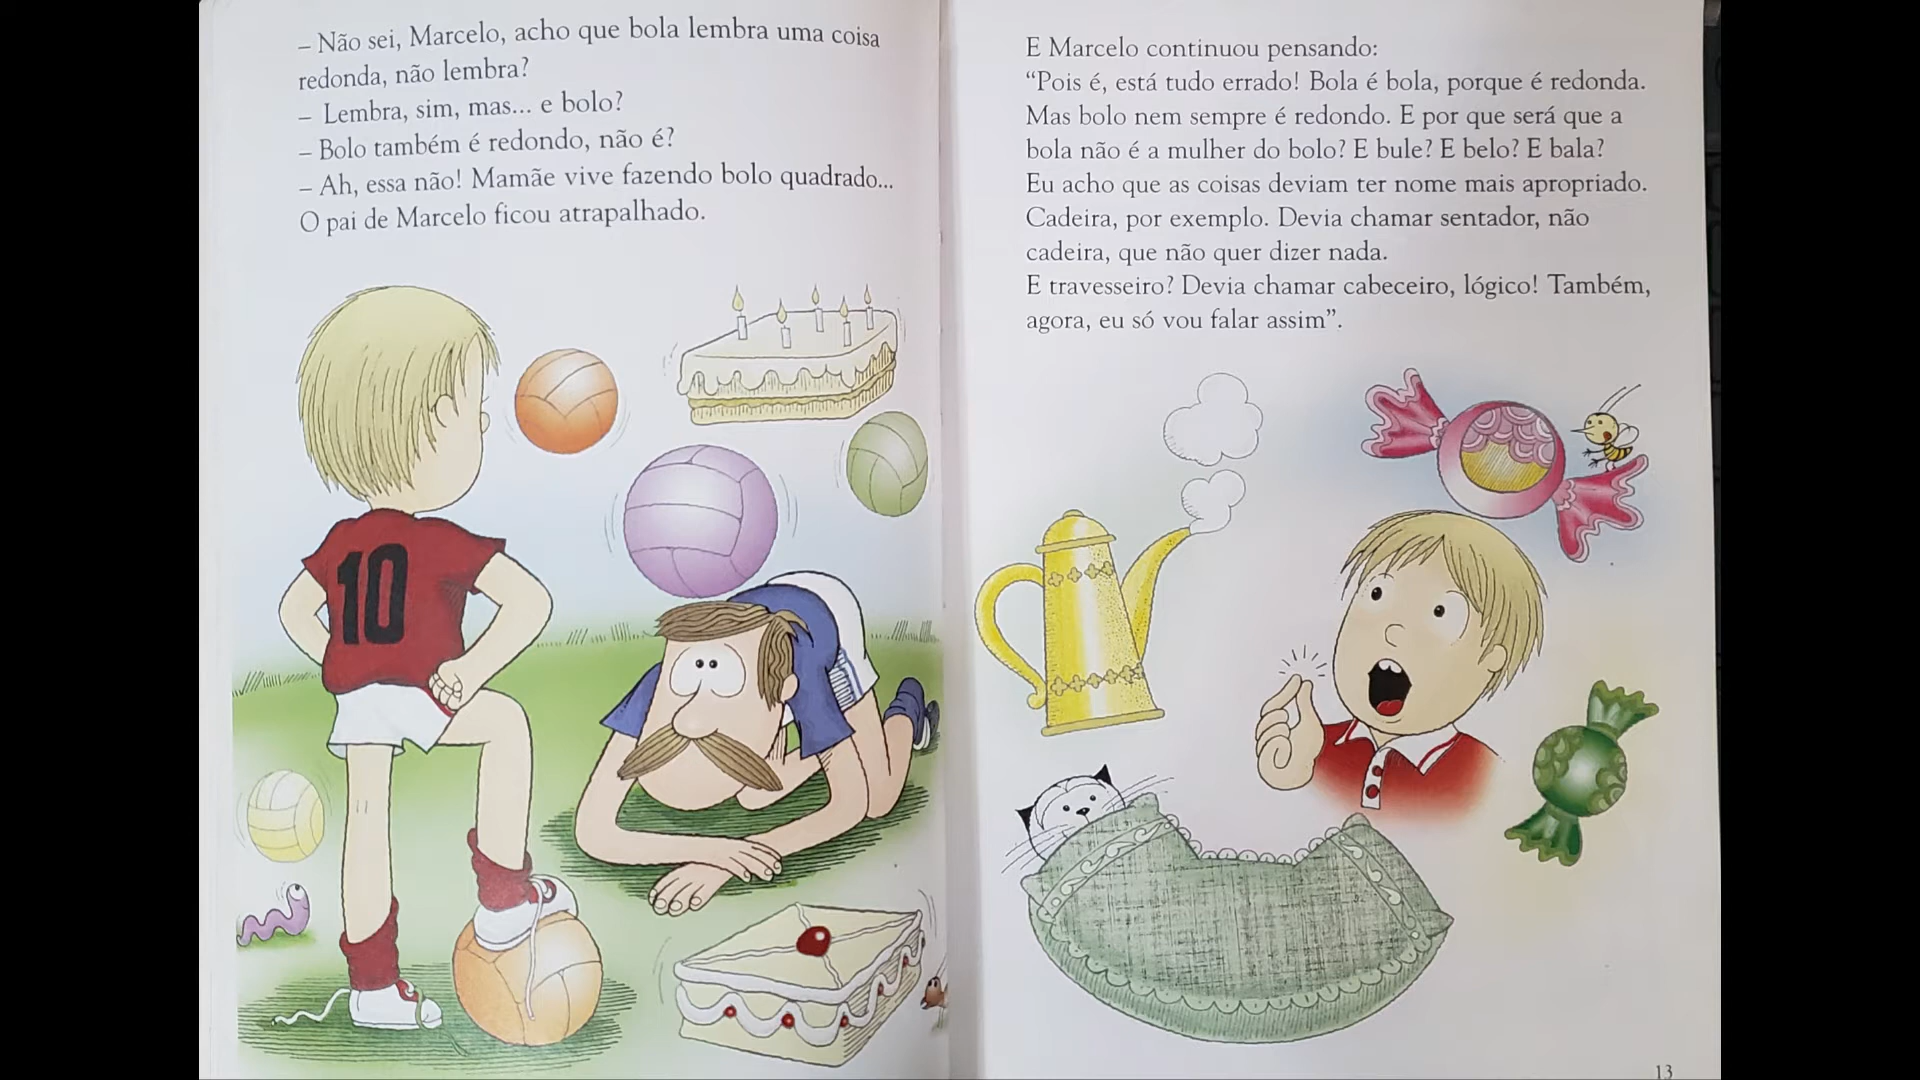 – Não sei, Marcelo, acho que bola lembra uma coisa
redonda, não lembra?
– Lembra, sim, mas... e bolo?
– Bolo também é redondo, não é?
– Ah, essa não! Mamãe vive fazendo bolo quadrado...
O pai de Marcelo ficou atrapalhado.
10
E Marcelo continuou pensando:
“Pois é, está tudo errado! Bola é bola, porque é redonda.
Mas bolo nem sempre é redondo. E por que será que a
bola não é a mulher do bolo? E bule? E belo? E bala?
Eu acho que as coisas deviam ter nome mais apropriado.
Cadeira, por exemplo. Devia chamar sentador, não
cadeira, que não quer dizer nada.
E travesseiro? Devia chamar cabeceiro, lógico! Também,
agora, eu só vou falar assim”.
13